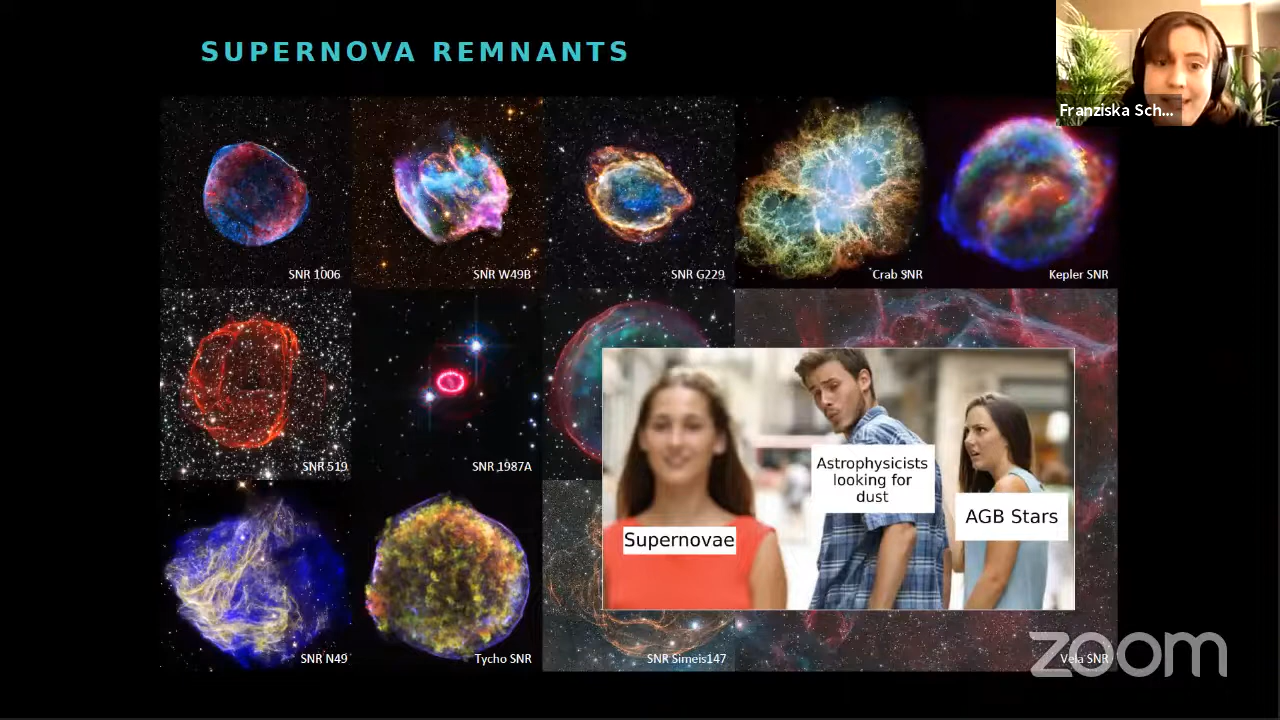 SUPERNOVA REMNANTS
Franziska Sch...
SNR 1006
SNR W49B
SNR G229
Crab SNR
Kepler SNR
SNR 519
SNR 1987A
Supernovae
Astrophysicists
looking for
dust
AGB Stars
SNR N49
Tycho SNR
SNR Simeis147
Vela SNR
zoom